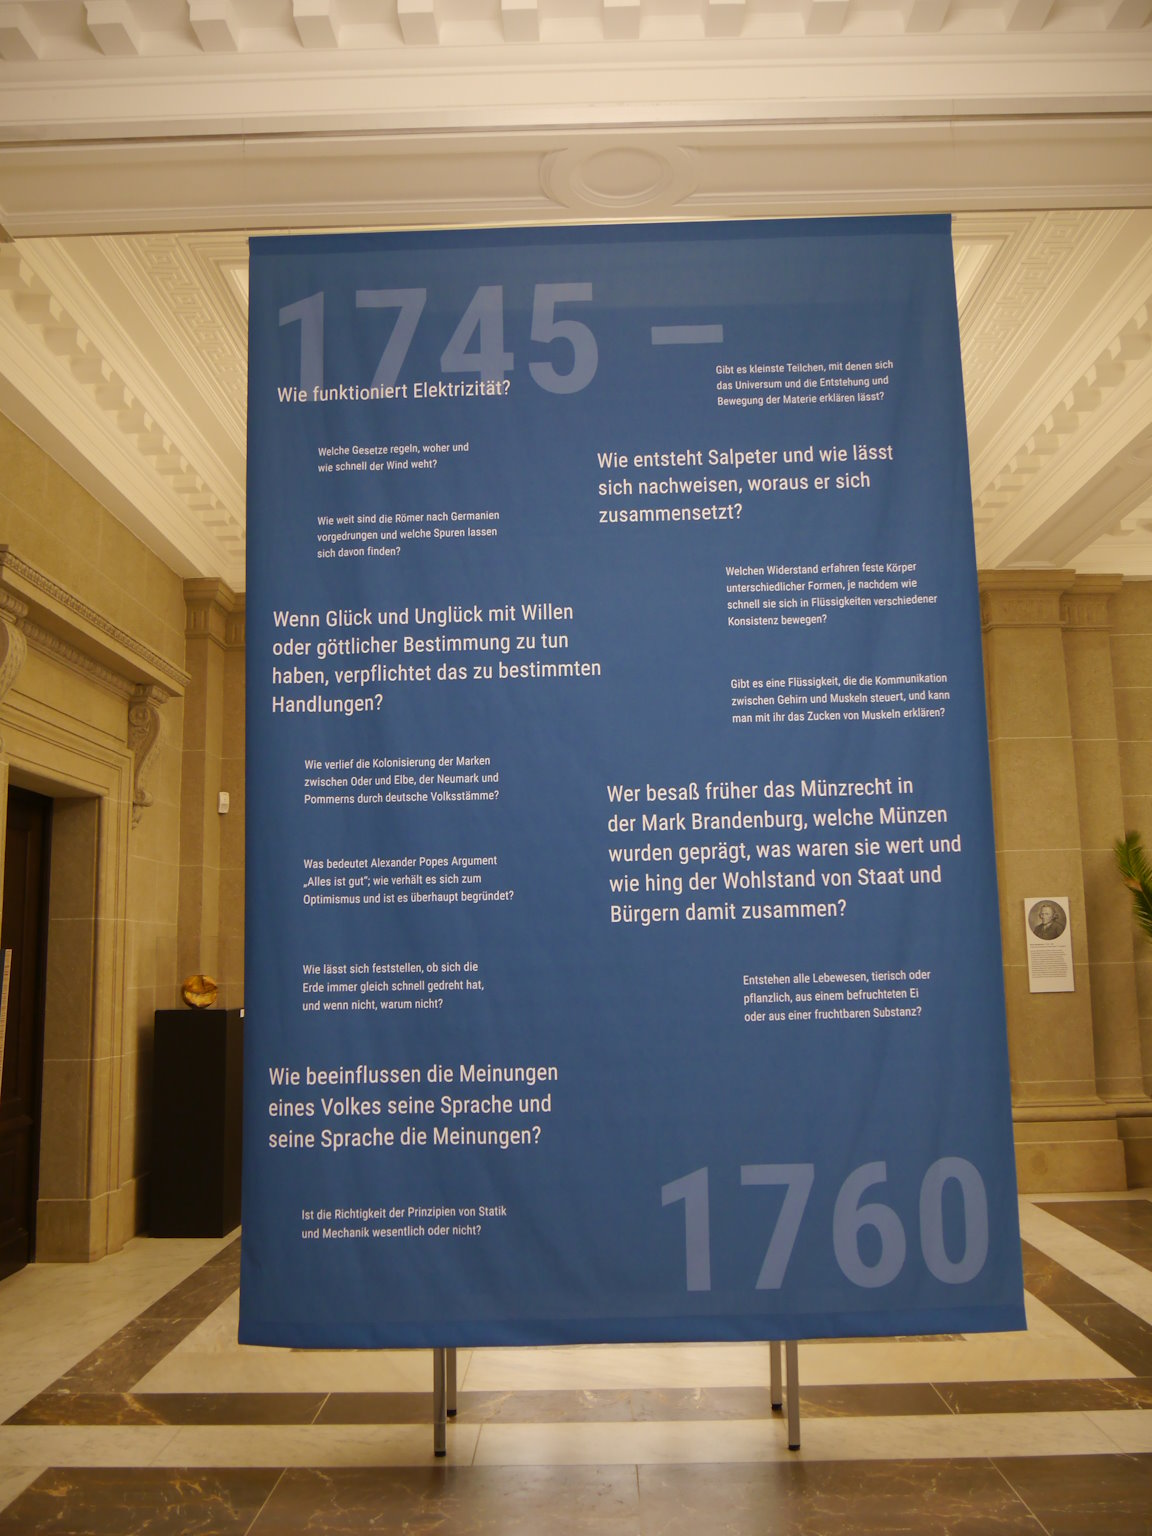 1745 –
Wie funktioniert Elektrizität?
Welche Gesetze regeln, woher und
wie schnell der Wind weht?
Wie weit sind die Römer nach Germanien
vorgedrungen und welche Spuren lassen
sich davon finden?
Wenn Glück und Unglück mit Willen
oder göttlicher Bestimmung zu tun
haben, verpflichtet das zu bestimmten
Handlungen?
Wie verlief die Kolonisierung der Marken
zwischen Oder und Elbe, der Neumark und
Pommerns durch deutsche Volksstämme?
Was bedeutet Alexander Popes Argument
„Alles ist gut“; wie verhält es sich zum
Optimismus und ist es überhaupt begründet?
Wie lässt sich feststellen, ob sich die
Erde immer gleich schnell gedreht hat,
und wenn nicht, warum nicht?
Wie beeinflussen die Meinungen
eines Volkes seine Sprache und
seine Sprache die Meinungen?
Ist die Richtigkeit der Prinzipien von Statik
und Mechanik wesentlich oder nicht?
Gibt es kleinste Teilchen, mit denen sich
das Universum und die Entstehung und
Bewegung der Materie erklären lässt?
Wie entsteht Salpeter und wie lässt
sich nachweisen, woraus er sich
zusammensetzt?
Welchen Widerstand erfahren feste Körper
unterschiedlicher Formen, je nachdem wie
schnell sie sich in Flüssigkeiten verschiedener
Konsistenz bewegen?
Gibt es eine Flüssigkeit, die die Kommunikation
zwischen Gehirn und Muskeln steuert, und kann
man mit ihr das Zucken von Muskeln erklären?
Wer besaß früher das Münzrecht in
der Mark Brandenburg, welche Münzen
wurden geprägt, was waren sie wert und
wie hing der Wohlstand von Staat und
Bürgern damit zusammen?
Entstehen alle Lebewesen, tierisch oder
pflanzlich, aus einem befruchteten Ei
oder aus einer fruchtbaren Substanz?
1760